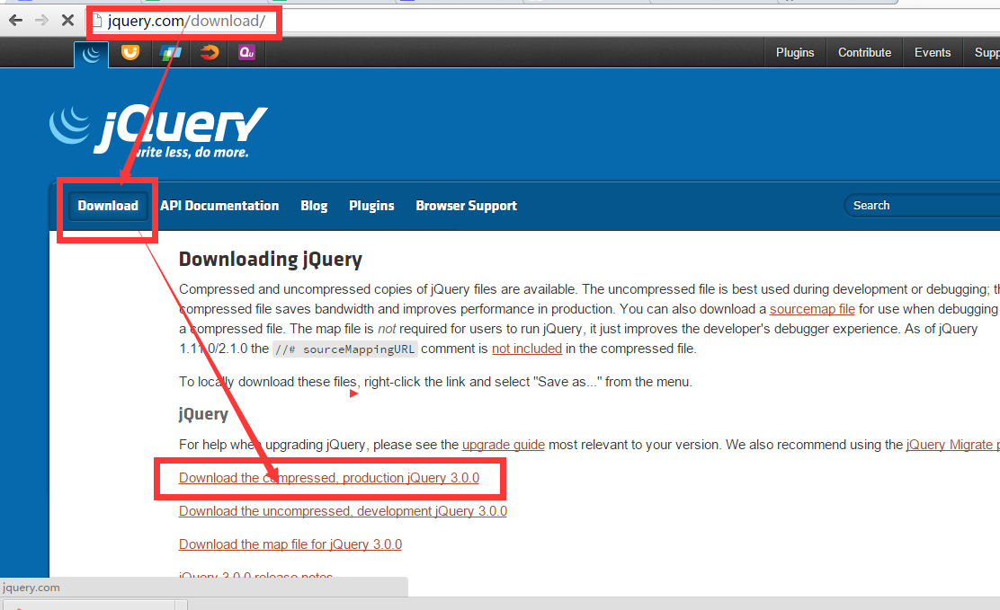 jquery.com/download/
Plugins
Contribute
Events
Supp
jQuery
write less, do more.
Download
API Documentation
Blog
Plugins
Browser Support
Search
Downloading jQuery
Compressed and uncompressed copies of jQuery files are available. The uncompressed file is best used during development or debugging; th
compressed file saves bandwidth and improves performance in production. You can also download a sourcemap file for use when debugging
a compressed file. The map file is not required for users to run jQuery, it just improves the developer's debugger experience. As of jQuery
1.11.0/2.1.0 the //# sourceMappingURL comment is not included in the compressed file.
To locally download these files, right-click the link and select "Save as..." from the menu.
jQuery
For help when upgrading jQuery, please see the upgrade guide most relevant to your version. We also recommend using the jQuery Migrate p
Download the compressed, production jQuery 3.0.0
Download the uncompressed, development jQuery 3.0.0
Download the map file for jQuery 3.0.0
jQuery 3.0.0 release notes
jquery.com